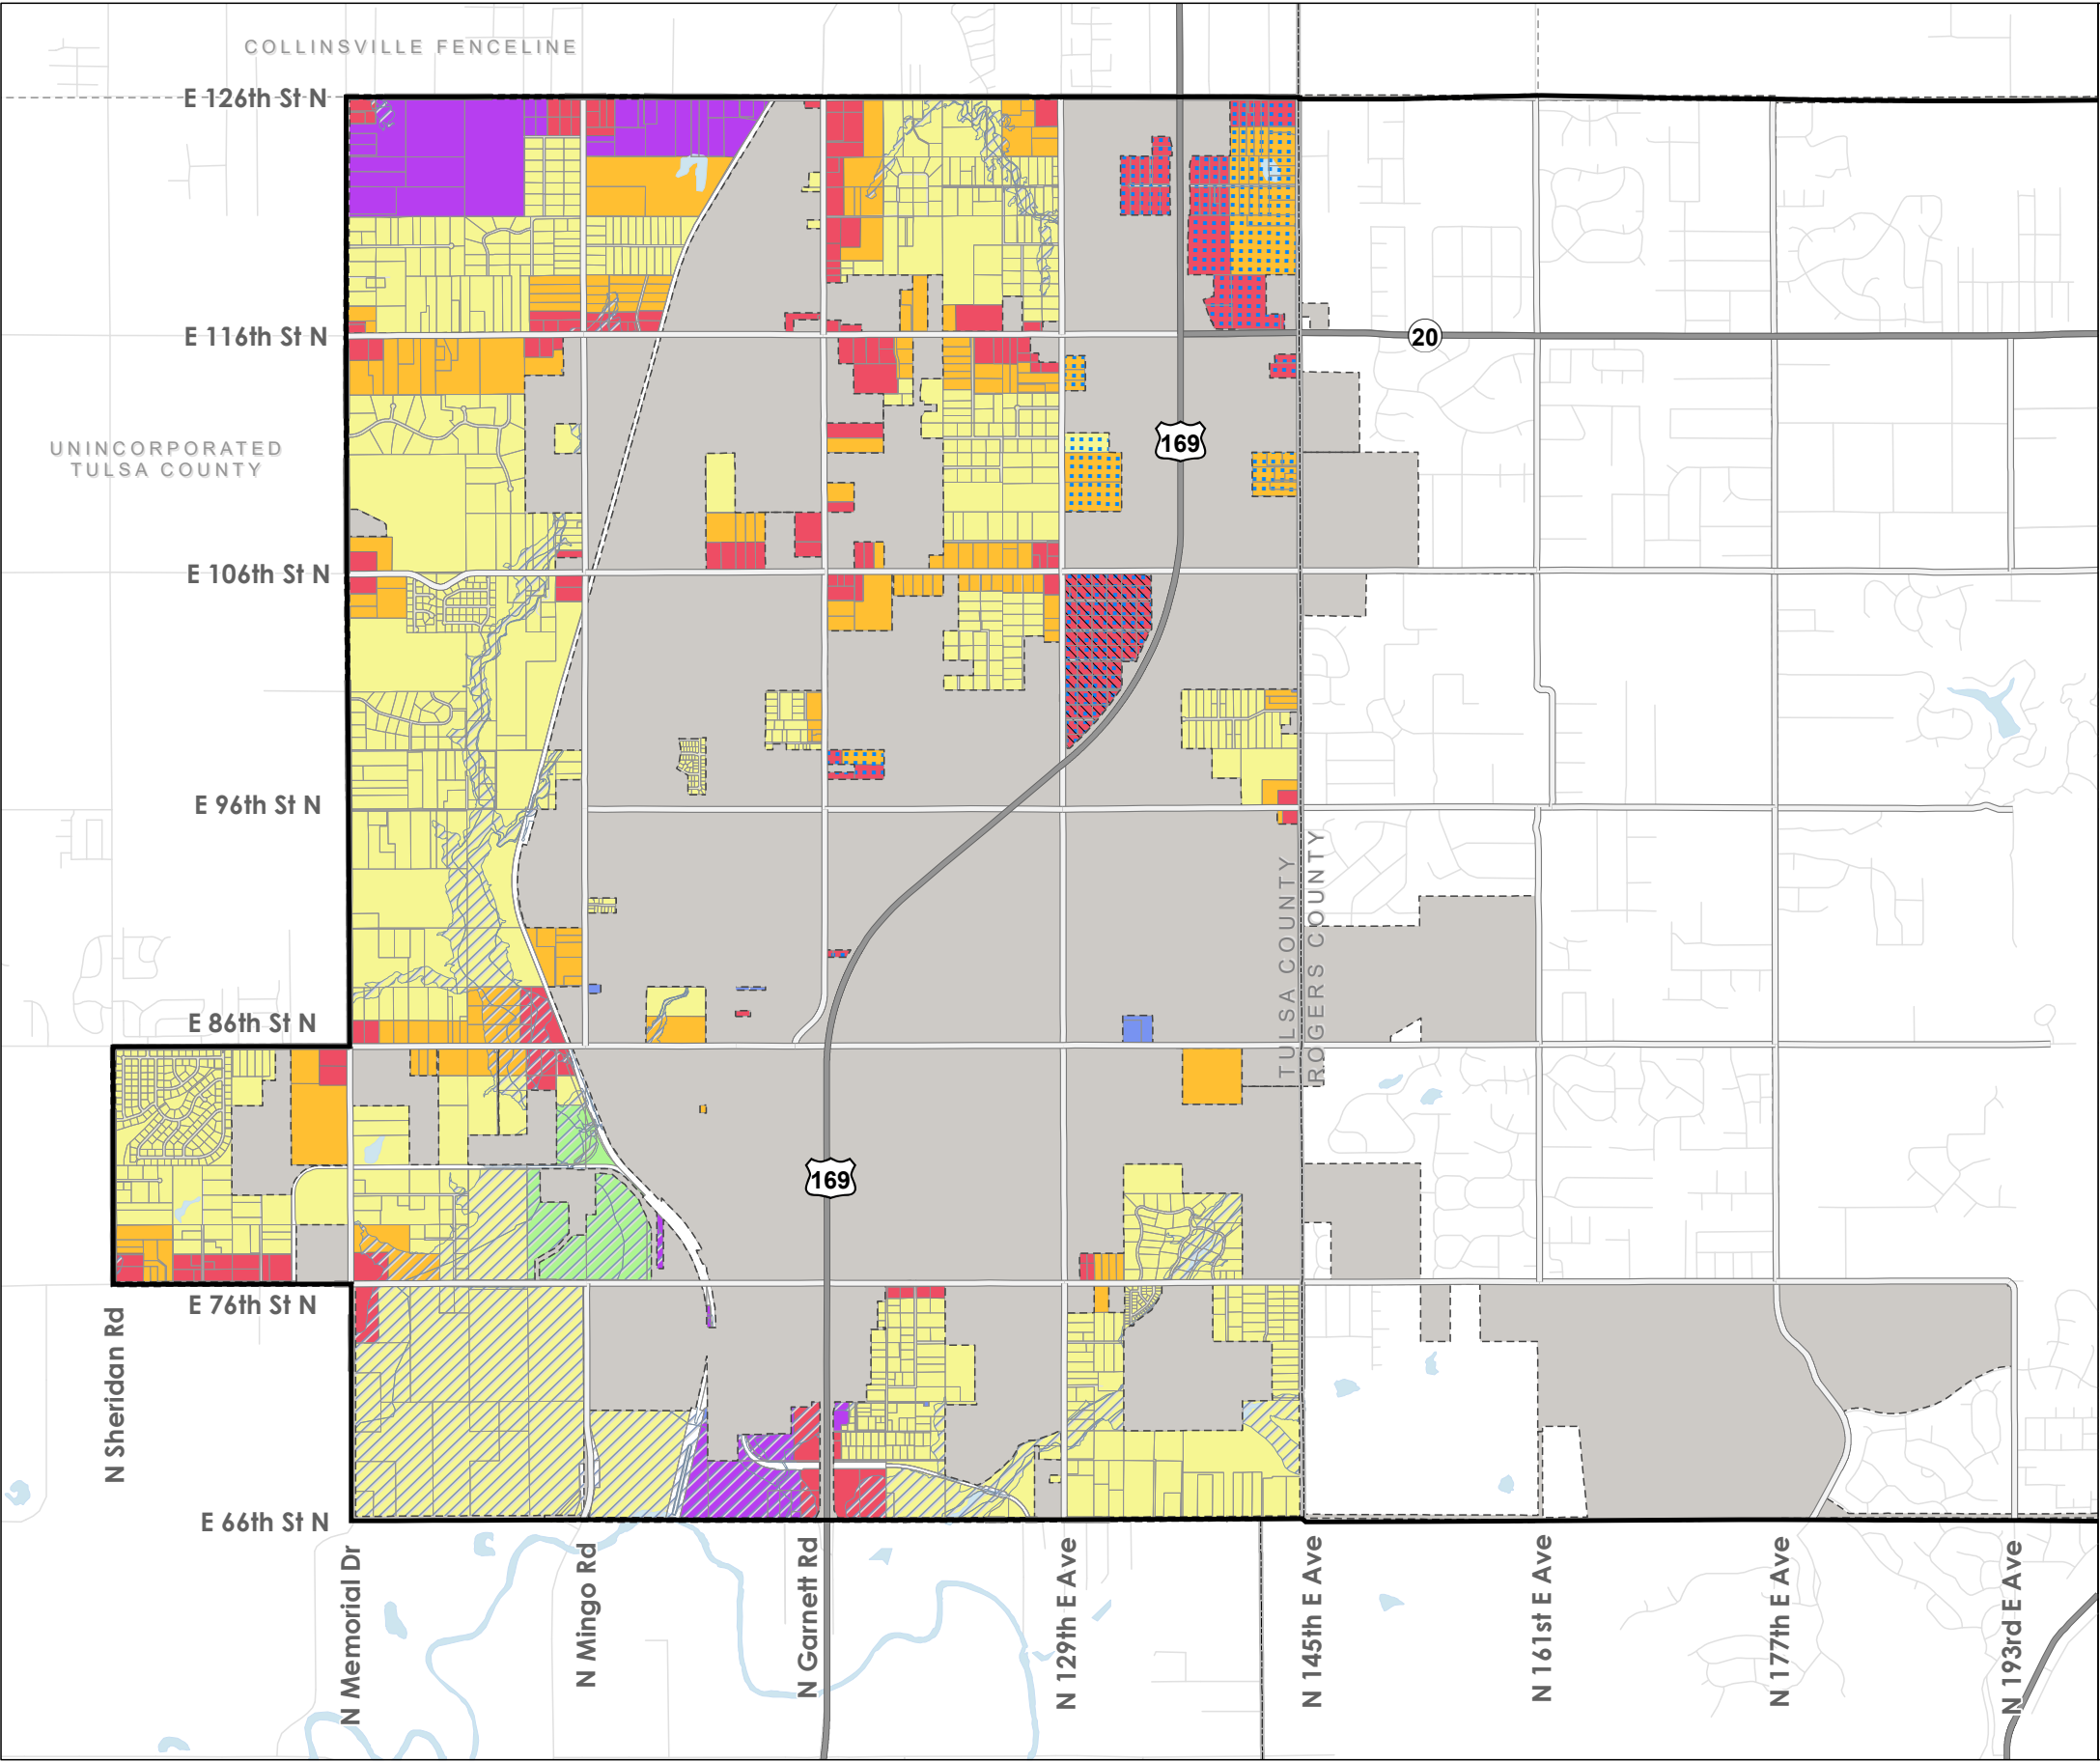 COLLINSVILLE FENCELINE
E 126th St N
E 116th St N
20
UNINCORPORATED
TULSA COUNTY
169
E 106th St N
E 96th St N
TULSA COUNTY
ROGERS COUNTY
E 86th St N
169
E 76th St N
N Sheridan Rd
E 66th St N
N Memorial Dr
N Mingo Rd
N Garnett Rd
N 129th E Ave
N 145th E Ave
N 161st E Ave
N 177th E Ave
N 193rd E Ave